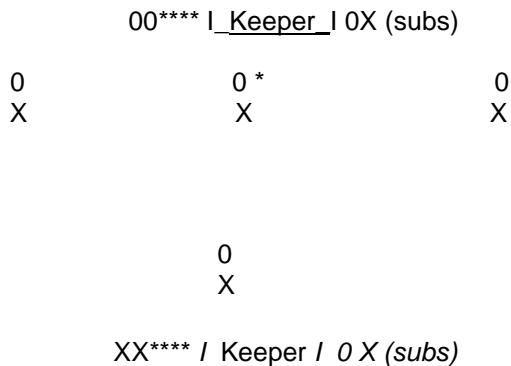 00**** I_Keeper_I 0X (subs)
0 0 * 0
X X X
0
X
XX**** I Keeper I 0 X (subs)